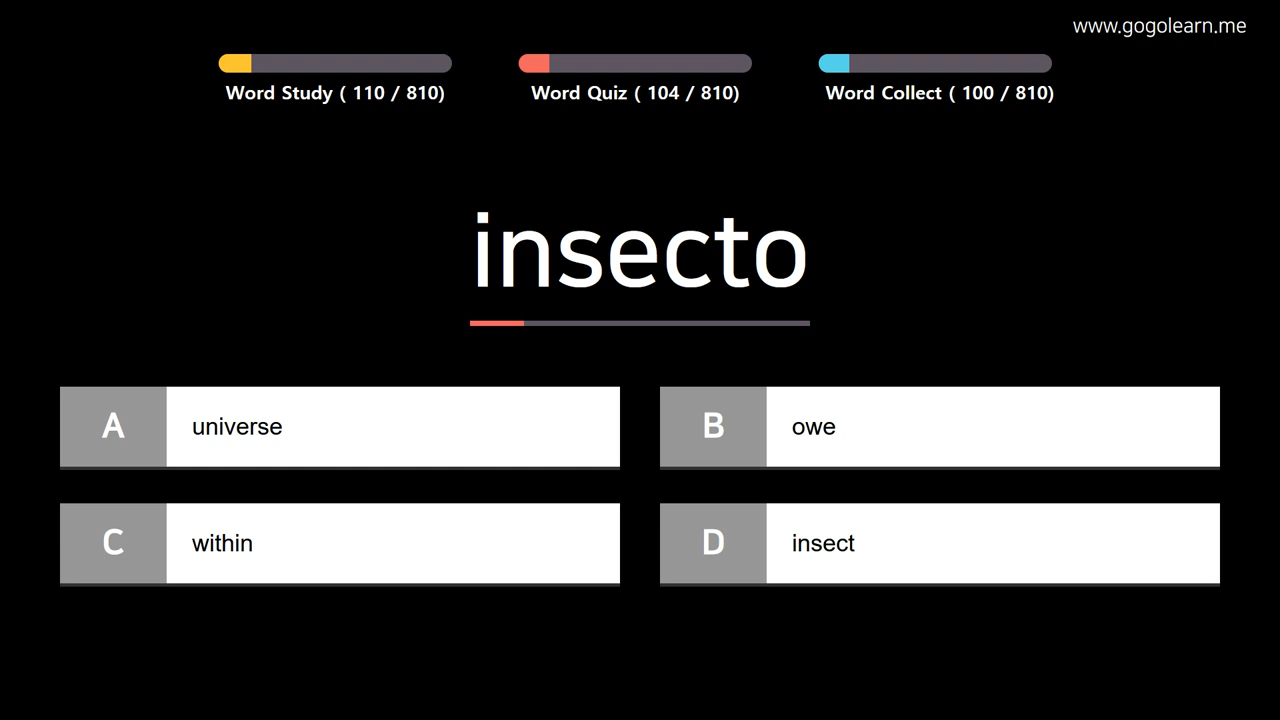 www.gogolearn.me
Word Study ( 110 / 810)
Word Quiz ( 104 / 810)
Word Collect ( 100 / 810)
insecto
A universe
B owe
C within
D insect